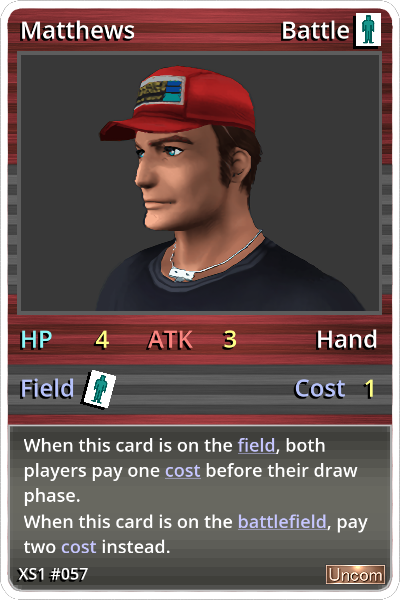 Matthews Battle
HP 4 ATK 3 Hand
Field Cost 1
When this card is on the field, both
players pay one cost before their draw
phase.
When this card is on the battlefield, pay
two cost instead.
XS1 #057 Uncom